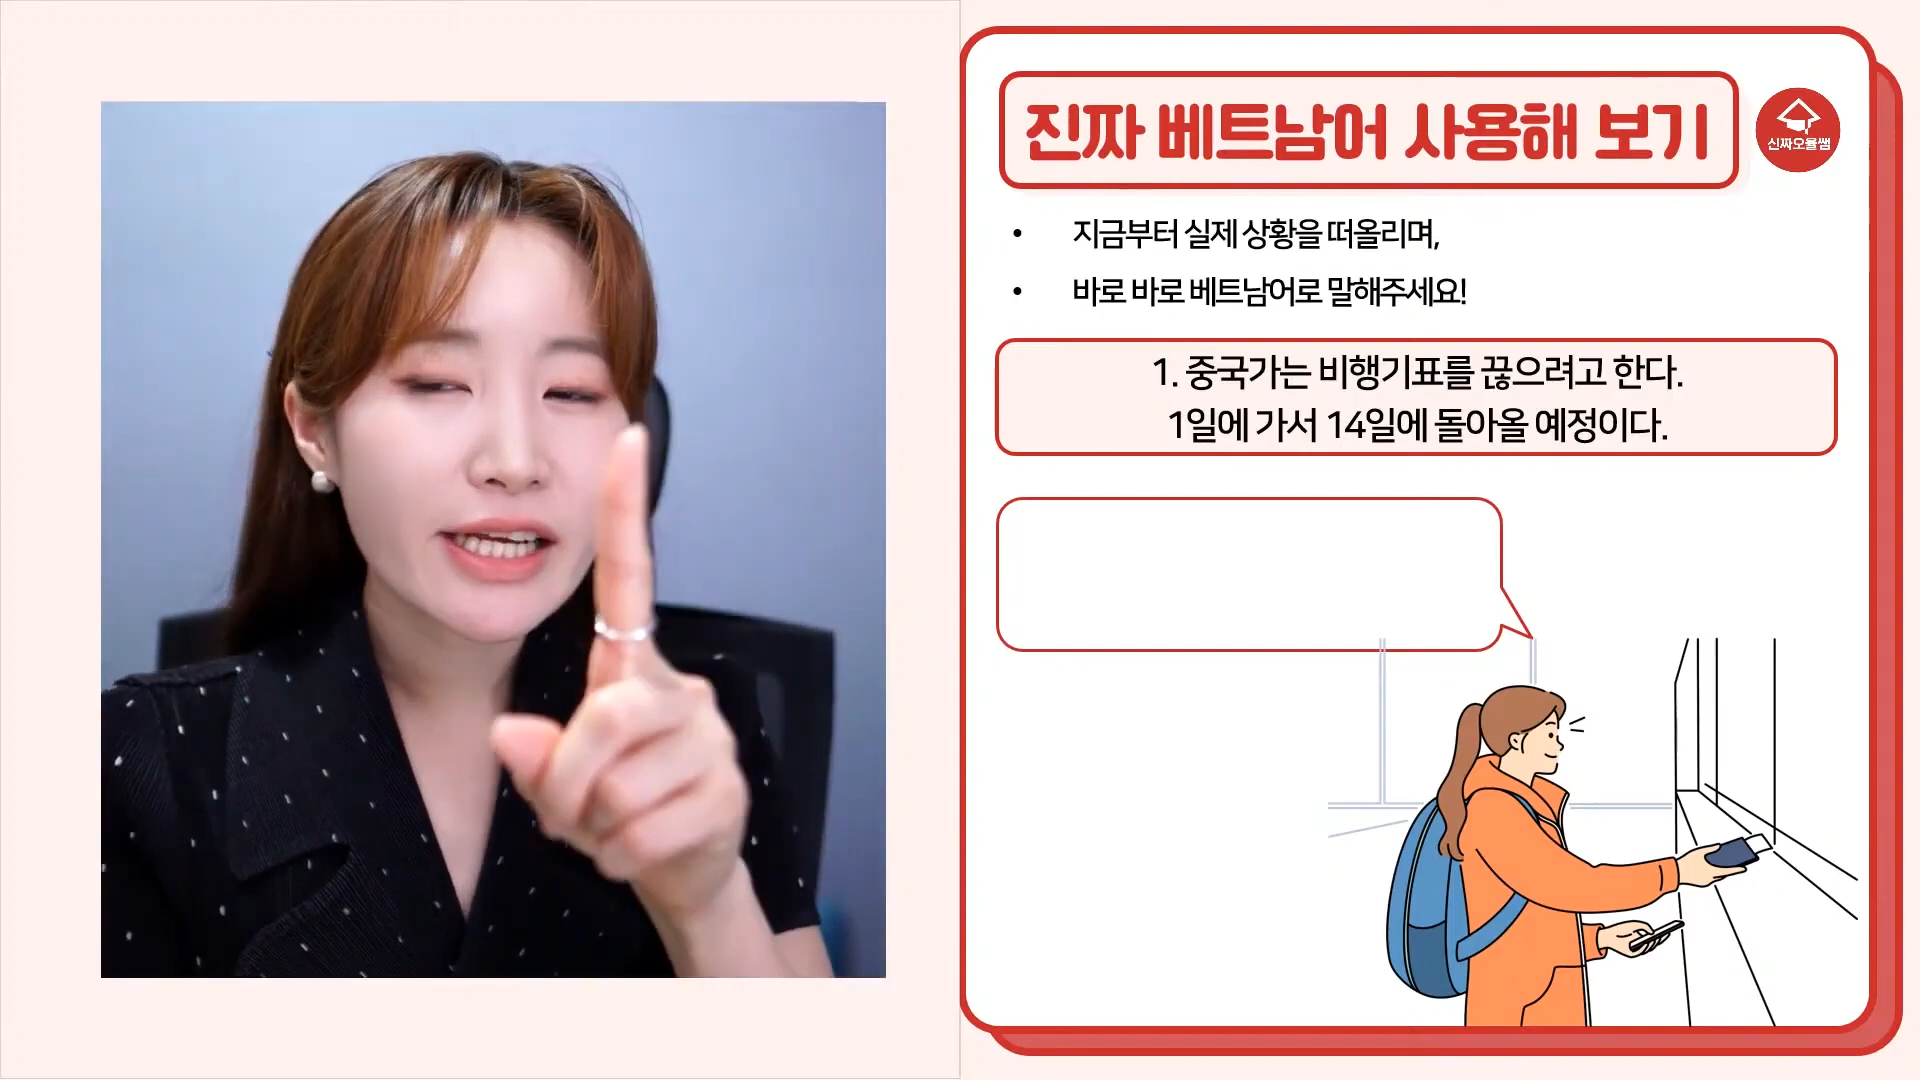 진짜 베트남어 사용해 보기
신짜오율쌤
• 지금부터 실제 상황을 떠올리며,
• 바로 바로 베트남어로 말해주세요!
1. 중국가는 비행기표를 끊으려고 한다.
1일에 가서 14일에 돌아올 예정이다.